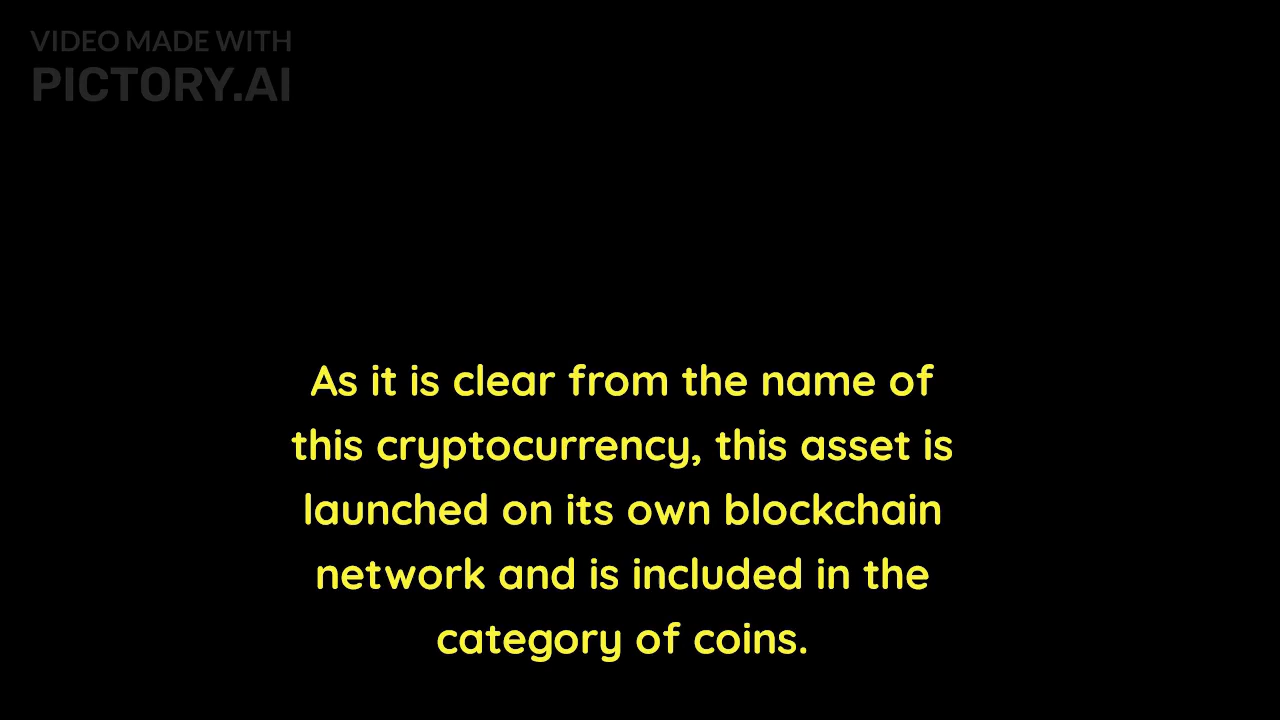 VIDEO MADE WITH
PICTORY.AI
As it is clear from the name of
this cryptocurrency, this asset is
launched on its own blockchain
network and is included in the
category of coins.